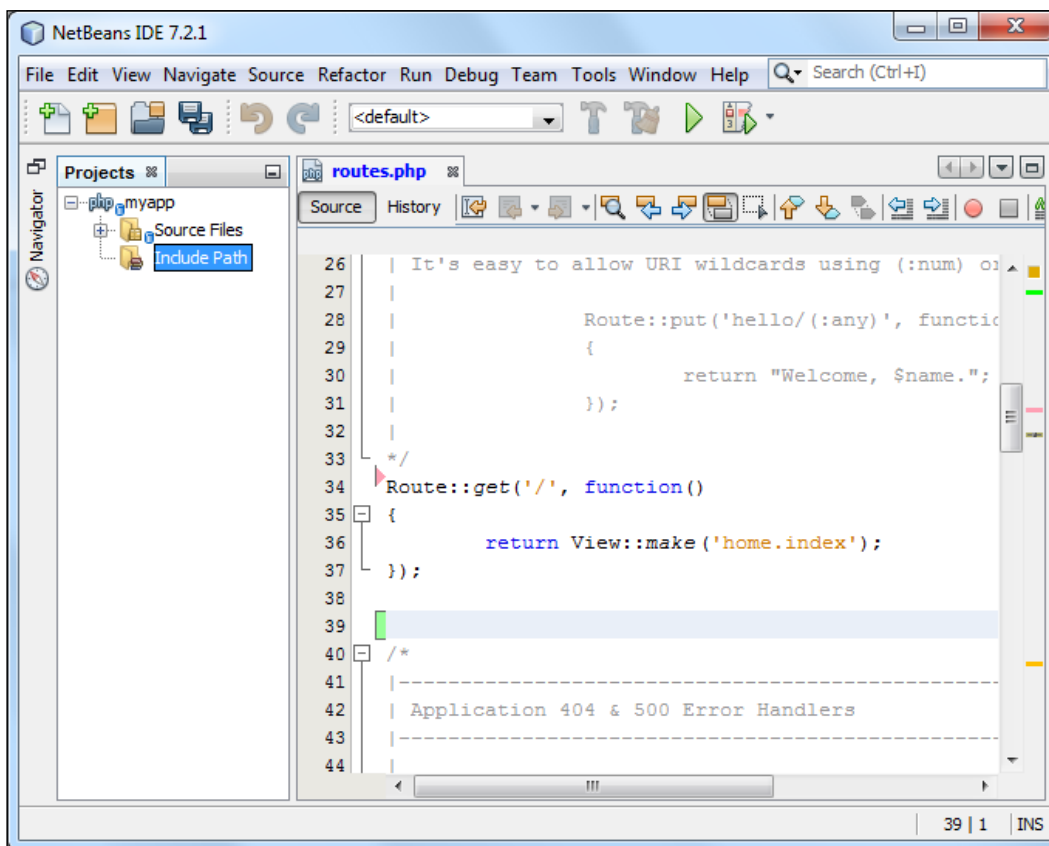 NetBeans IDE 7.2.1
File Edit View Navigate Source Refactor Run Debug Team Tools Window Help Search (Ctrl+I)
<default>
Projects
routes.php
Navigator
php myapp
Source Files
Include Path
Source History
26 | It's easy to allow URI wildcards using (:num) or
27 |
28 | Route::put('hello/(:any)', functio
29 | {
30 | return "Welcome, $name.";
31 | });
32 |
33 */
34 Route::get('/', function()
35 {
36 return View::make('home.index');
37 });
38
39
40 /*
41 |--------------------------------------------------
42 | Application 404 & 500 Error Handlers
43 |--------------------------------------------------
44 |
39 | 1 INS